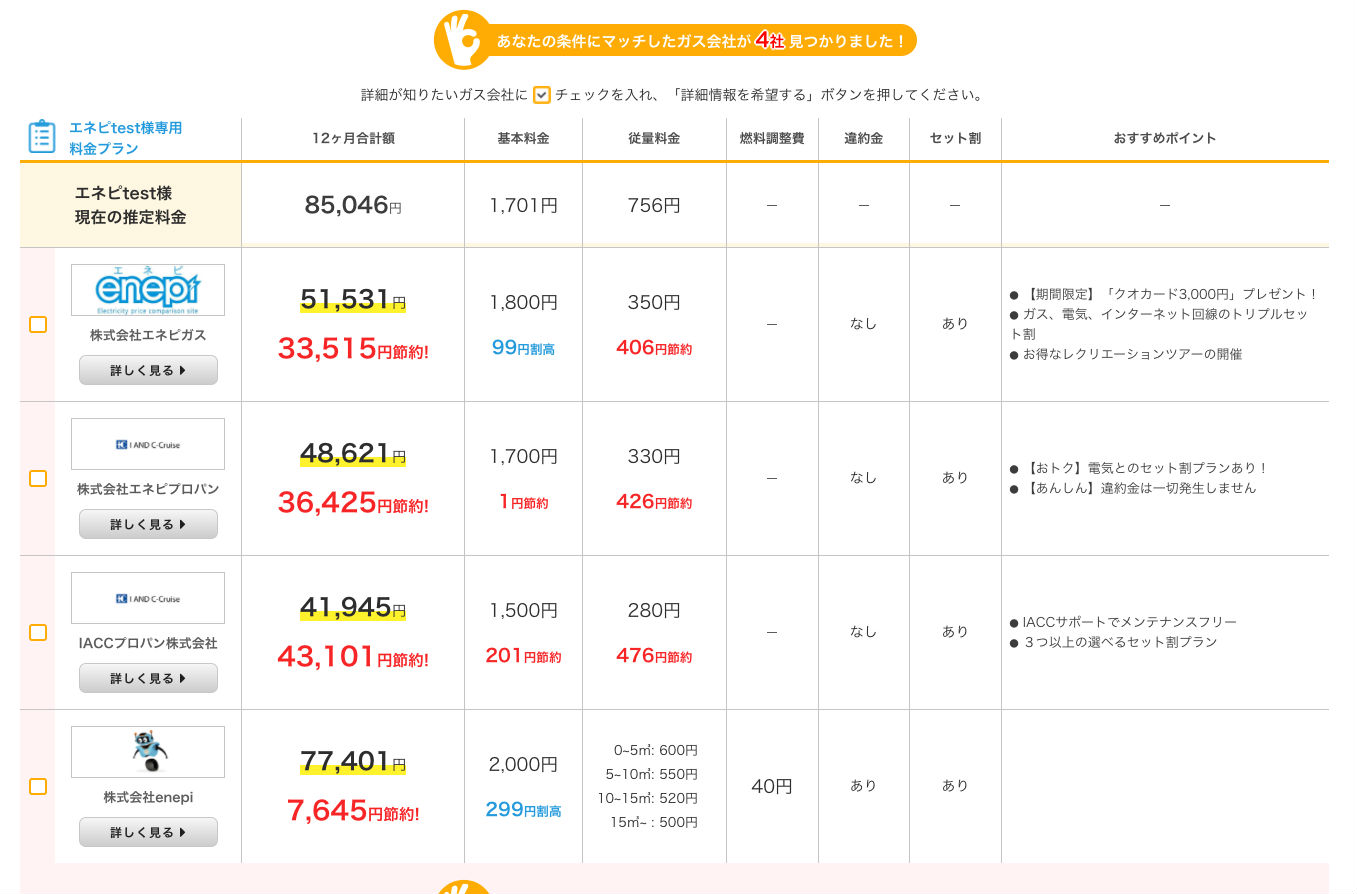 あなたの条件にマッチしたガス会社が 4社 見つかりました！
詳細が知りたいガス会社に チェックを入れ、「詳細情報を希望する」ボタンを押してください。
エネピtest様専用
料金プラン
12ヶ月合計額 基本料金 従量料金 燃料調整費 違約金 セット割 おすすめポイント
エネピtest様
現在の推定料金
85,046円 1,701円 756円 － － － －
エネピ
enepi
Electricity price comparison site
株式会社エネピガス
詳しく見る
51,531円
33,515円節約!
1,800円
99円割高
350円
406円節約
－ なし あり
● 【期間限定】「クオカード3,000円」プレゼント！
● ガス、電気、インターネット回線のトリプルセッ
ト割
● お得なレクリエーションツアーの開催
I AND C-Cruise
株式会社エネピプロパン
詳しく見る
48,621円
36,425円節約!
1,700円
1円節約
330円
426円節約
－ なし あり
● 【おトク】電気とのセット割プランあり！
● 【あんしん】違約金は一切発生しません
I AND C-Cruise
IACCプロパン株式会社
詳しく見る
41,945円
43,101円節約!
1,500円
201円節約
280円
476円節約
－ なし あり
● IACCサポートでメンテナンスフリー
● ３つ以上の選べるセット割プラン
株式会社enepi
詳しく見る
77,401円
7,645円節約!
2,000円
299円割高
0~5㎥: 600円
5~10㎥: 550円
10~15㎥: 520円
15㎥~ : 500円
40円 あり あり